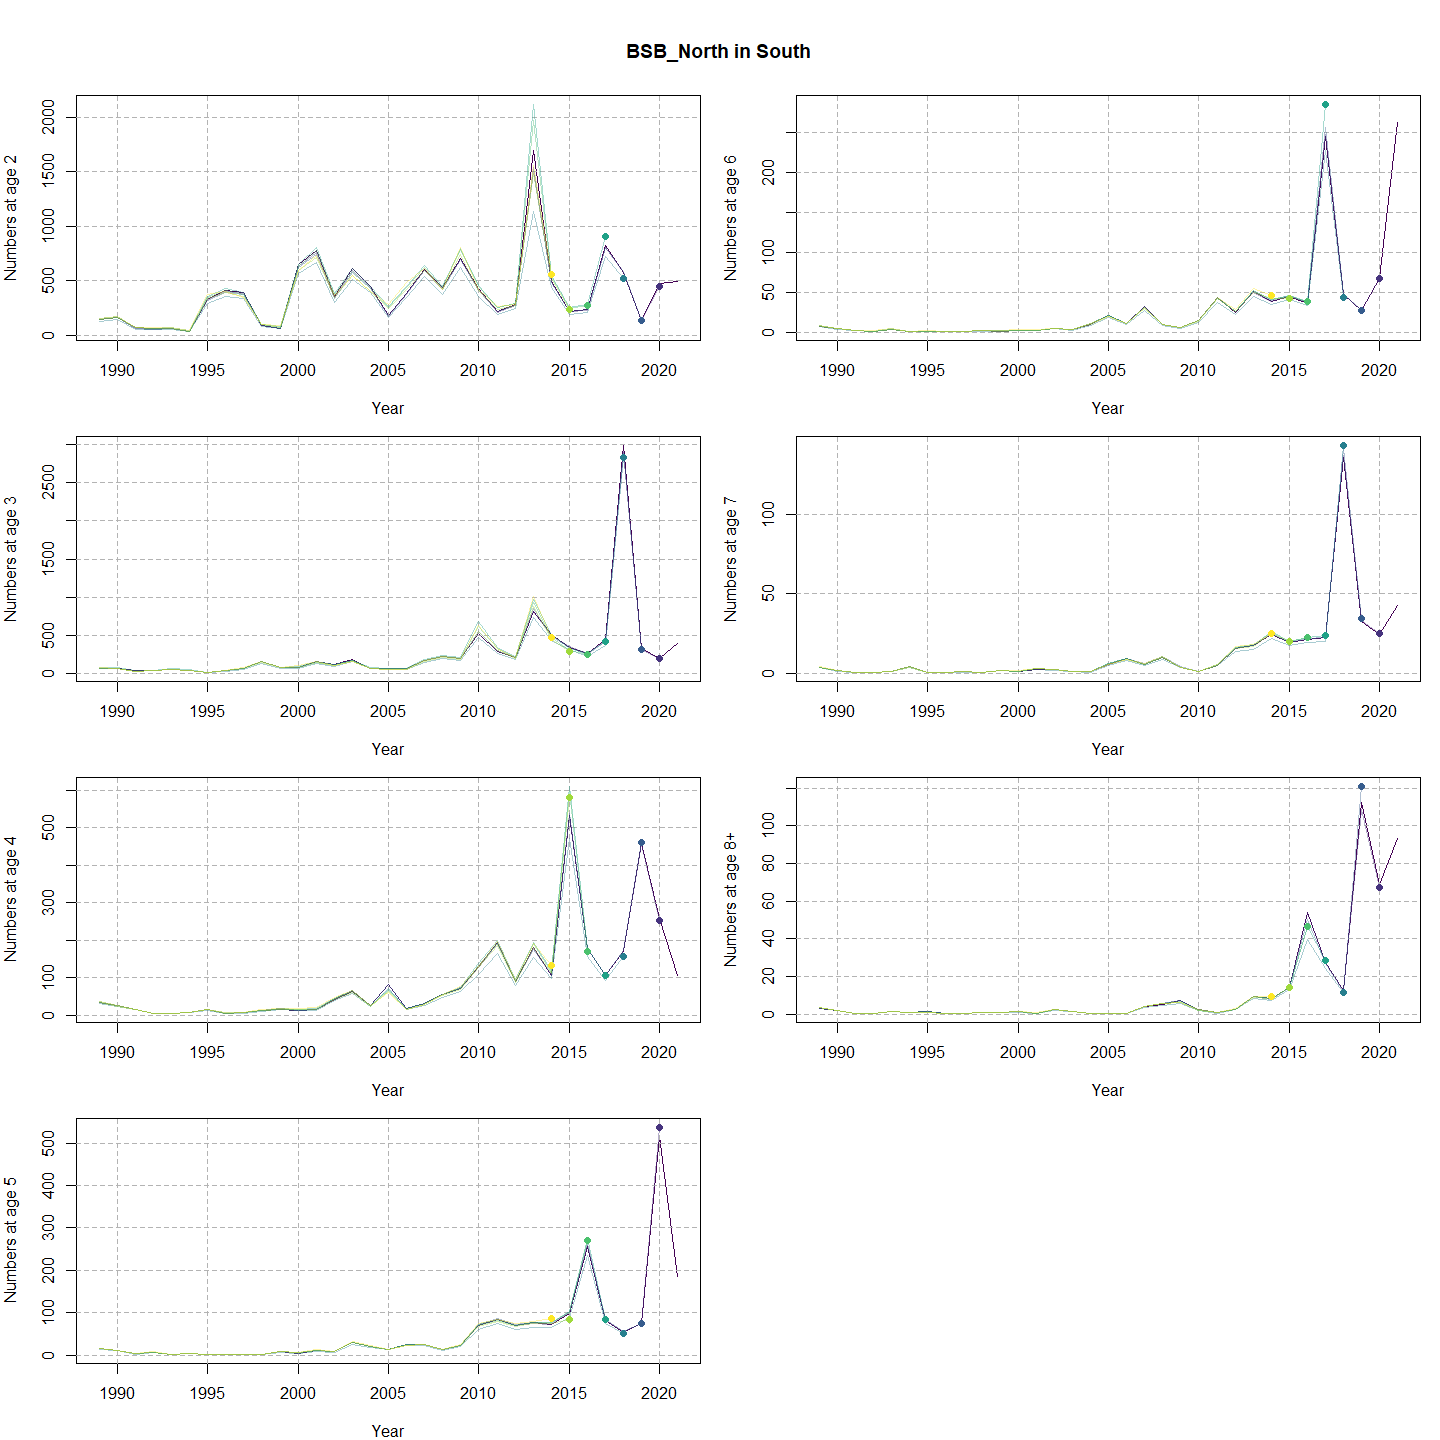 BSB_North in South
Numbers at age 2
0 500 1000 1500 2000
1990 1995 2000 2005 2010 2015 2020
Year
Numbers at age 6
0 50 100 200
1990 1995 2000 2005 2010 2015 2020
Year
Numbers at age 3
0 500 1500 2500
1990 1995 2000 2005 2010 2015 2020
Year
Numbers at age 7
0 50 100
1990 1995 2000 2005 2010 2015 2020
Year
Numbers at age 4
0 100 300 500
1990 1995 2000 2005 2010 2015 2020
Year
Numbers at age 8+
0 20 40 60 80 100
1990 1995 2000 2005 2010 2015 2020
Year
Numbers at age 5
0 100 200 300 400 500
1990 1995 2000 2005 2010 2015 2020
Year